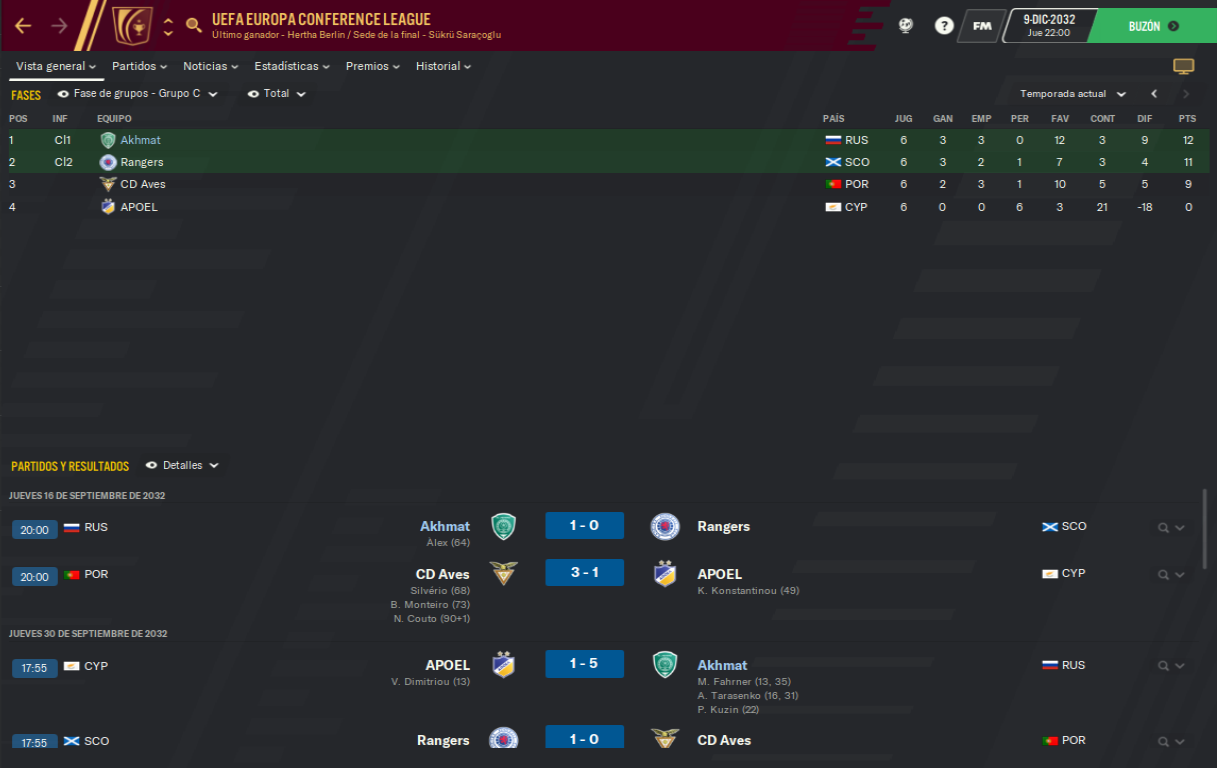 UEFA EUROPA CONFERENCE LEAGUE
Último ganador - Hertha Berlin / Sede de la final - Sükrü Saraçoglu
?
FM
9-DIC-2032
Jue 22:00
BUZÓN
Vista general Partidos Noticias Estadísticas Premios Historial
FASES Fase de grupos - Grupo C Total Temporada actual
POS INF EQUIPO PAÍS JUG GAN EMP PER FAV CONT DIF PTS
1 Cl1 Akhmat RUS 6 3 3 0 12 3 9 12
2 Cl2 Rangers SCO 6 3 2 1 7 3 4 11
3 CD Aves POR 6 2 3 1 10 5 5 9
4 APOEL CYP 6 0 0 6 3 21 -18 0
PARTIDOS Y RESULTADOS Detalles
JUEVES 16 DE SEPTIEMBRE DE 2032
20:00 RUS Akhmat 1 - 0 Rangers SCO
Àlex (64)
20:00 POR CD Aves 3 - 1 APOEL CYP
Silvério (68) K. Konstantinou (49)
B. Monteiro (73)
N. Couto (90+1)
JUEVES 30 DE SEPTIEMBRE DE 2032
17:55 CYP APOEL 1 - 5 Akhmat RUS
V. Dimitriou (13) M. Fahrner (13, 35)
A. Tarasenko (16, 31)
P. Kuzin (22)
17:55 SCO Rangers 1 - 0 CD Aves POR